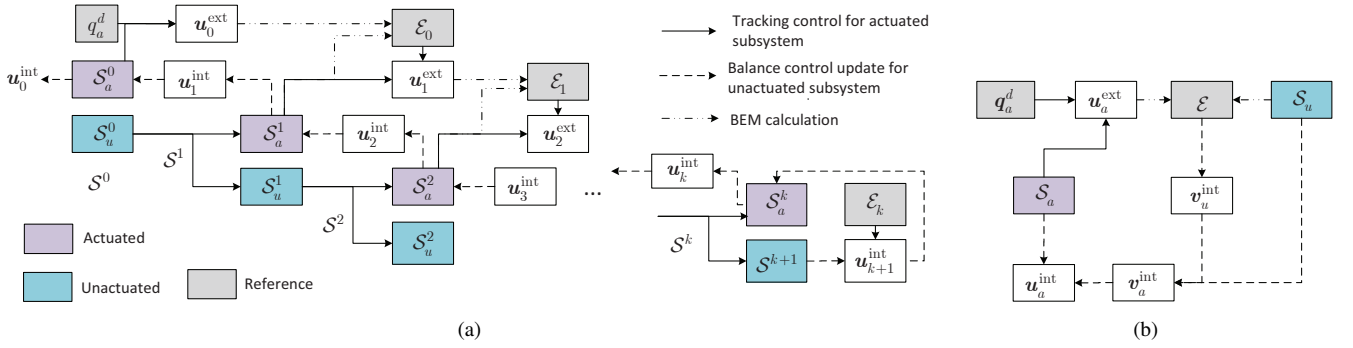 q_a^d
u_0^ext
ε_0
u_0^int
S_a^0
u_1^int
u_1^ext
ε_1
S_u^0
S_a^1
u_2^int
u_2^ext
S^0
S^1
S_u^1
S_a^2
u_3^int
...
S^2
S_u^2
Actuated
Unactuated
Reference
Tracking control for actuated
subsystem
Balance control update for
unactuated subsystem
BEM calculation
u_k^int
S_a^k
ε_k
S^k
S^{k+1}
u_{k+1}^int
(a)
q_a^d
u_a^ext
ε
S_u
S_a
v_u^int
u_a^int
v_a^int
(b)